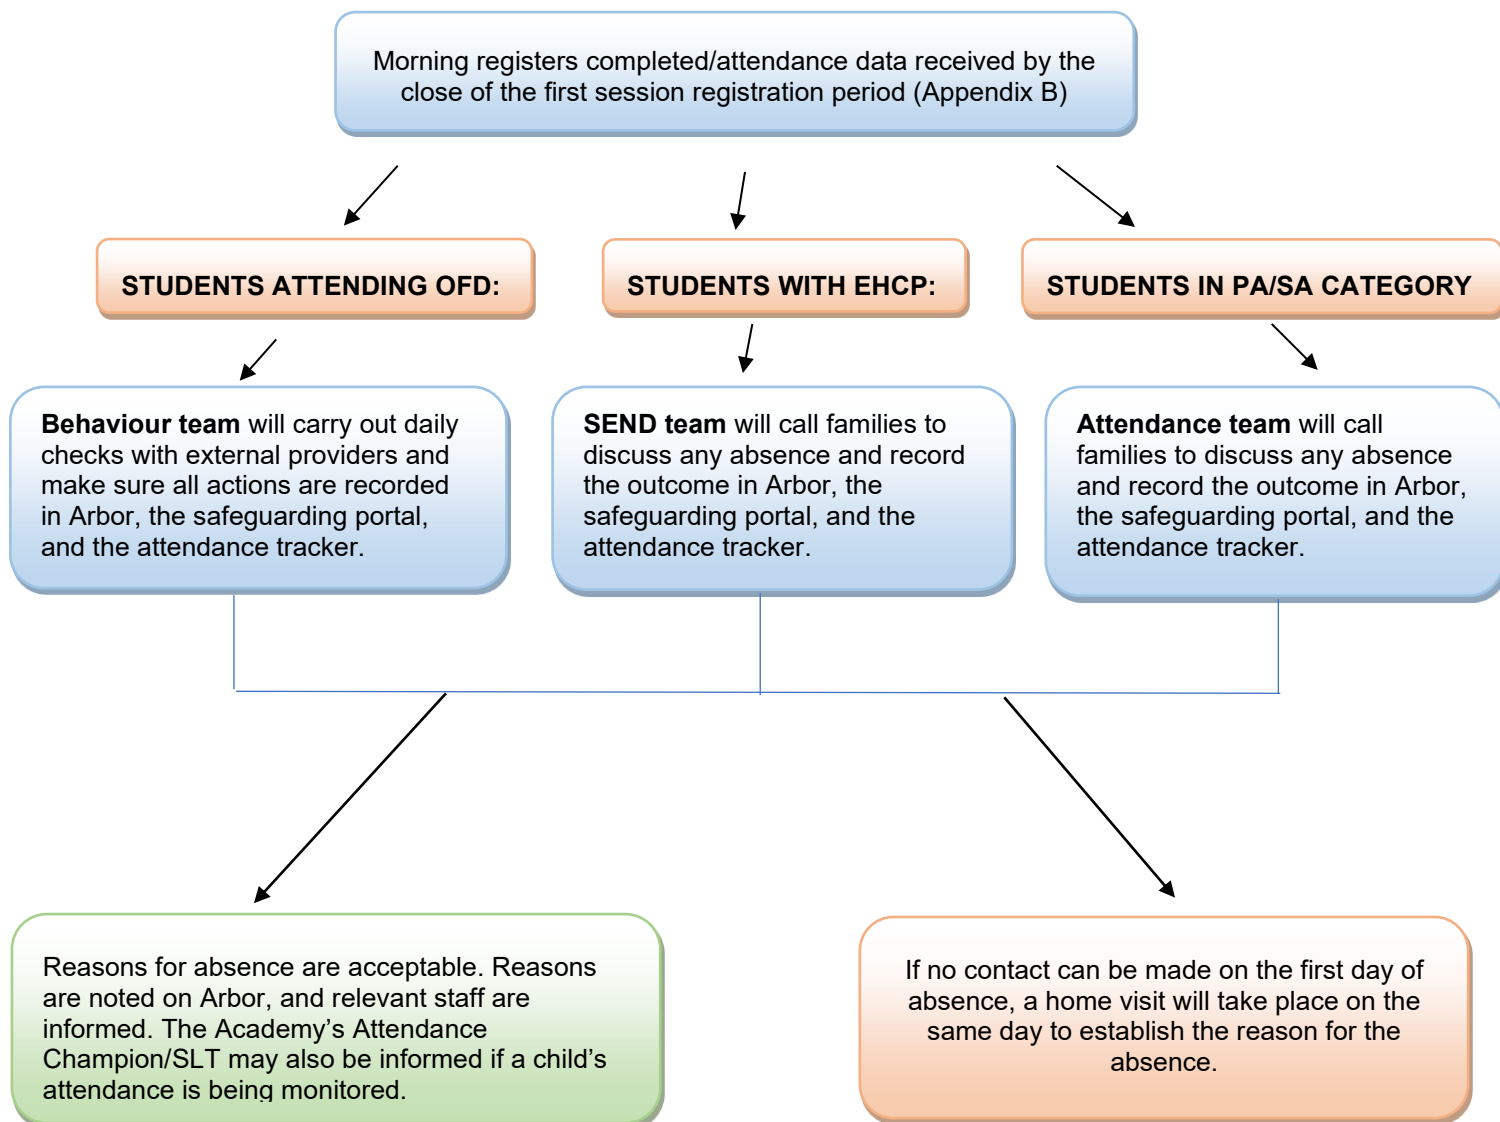 Morning registers completed/attendance data received by the
close of the first session registration period (Appendix B)
STUDENTS ATTENDING OFD:
STUDENTS WITH EHCP:
STUDENTS IN PA/SA CATEGORY
Behaviour team will carry out daily
checks with external providers and
make sure all actions are recorded
in Arbor, the safeguarding portal,
and the attendance tracker.
SEND team will call families to
discuss any absence and record
the outcome in Arbor, the
safeguarding portal, and the
attendance tracker.
Attendance team will call
families to discuss any absence
and record the outcome in Arbor,
the safeguarding portal, and the
attendance tracker.
Reasons for absence are acceptable. Reasons
are noted on Arbor, and relevant staff are
informed. The Academy’s Attendance
Champion/SLT may also be informed if a child’s
attendance is being monitored.
If no contact can be made on the first day of
absence, a home visit will take place on the
same day to establish the reason for the
absence.